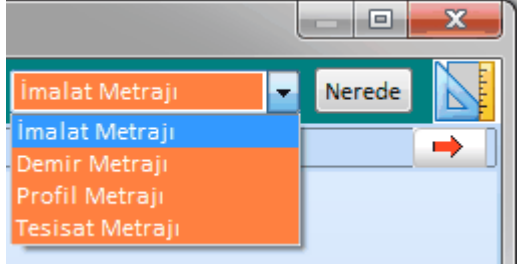 İmalat Metrajı
Nerede
İmalat Metrajı
Demir Metrajı
Profil Metrajı
Tesisat Metrajı